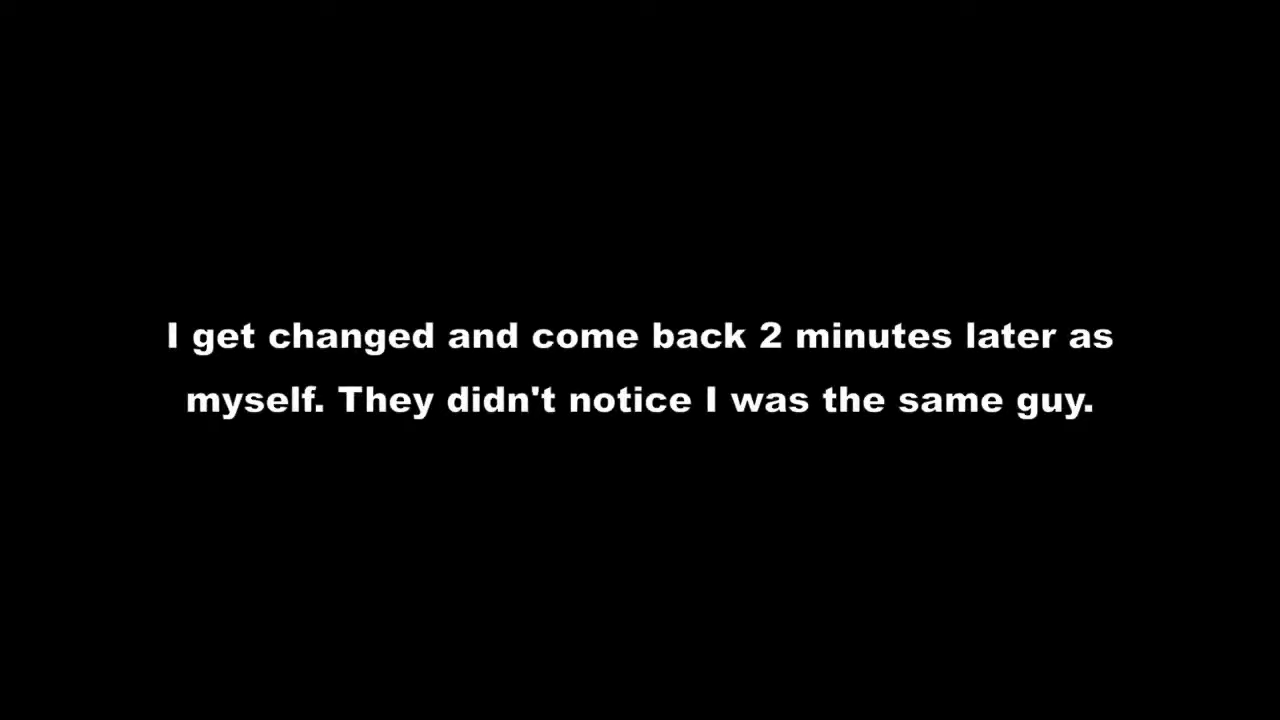 I get changed and come back 2 minutes later as
myself. They didn't notice I was the same guy.